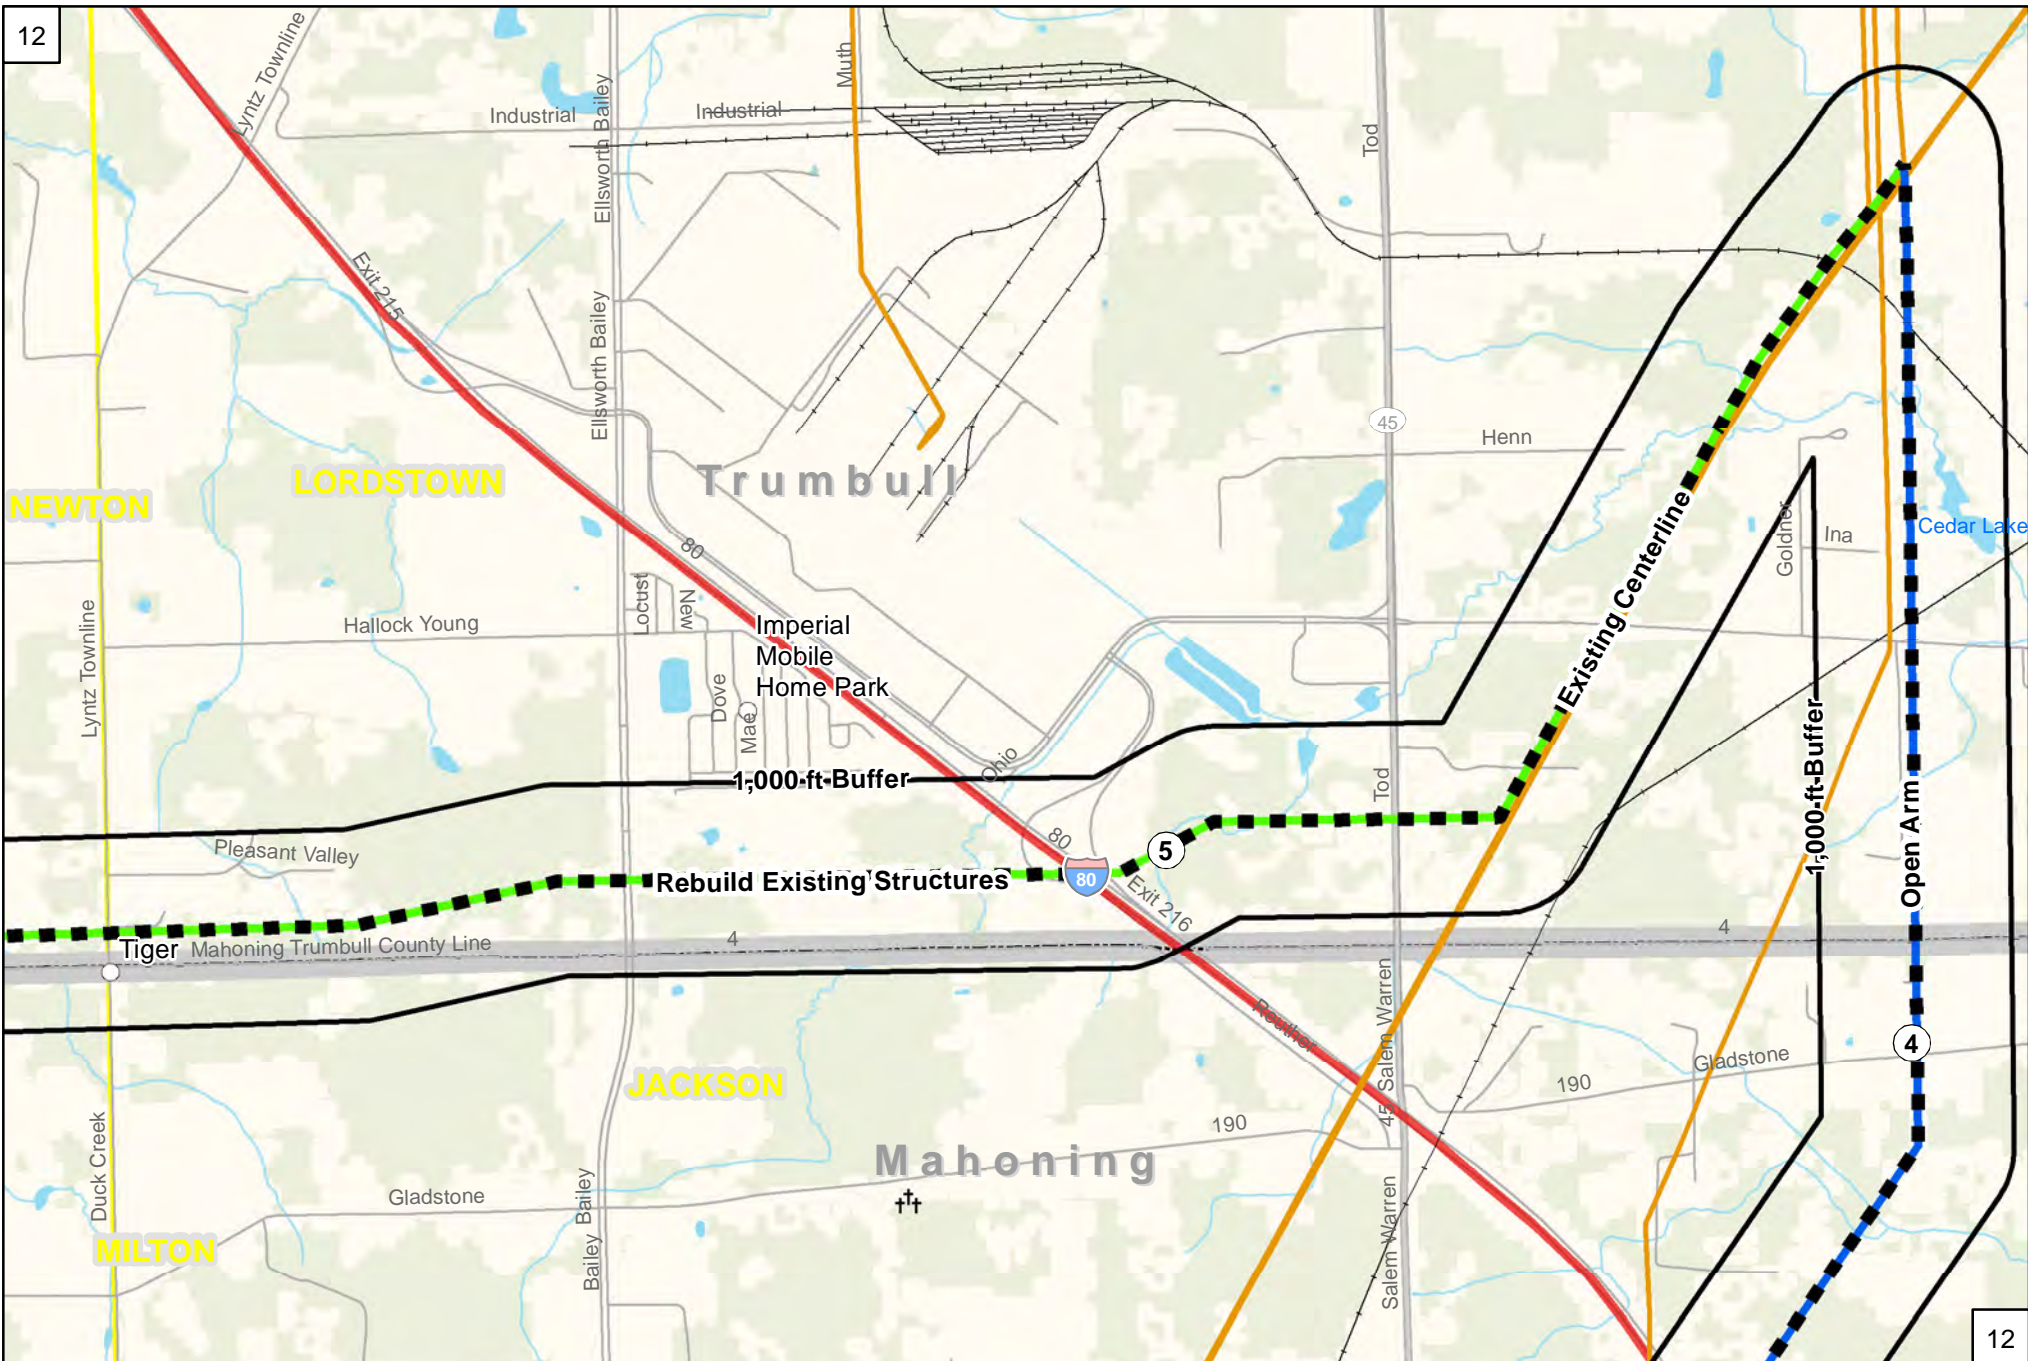 12
Lyntz Townline
Industrial
Industrial
Muth
Ellsworth Bailey
Tod
Exit 215
Ellsworth Bailey
45
Henn
LORDSTOWN
Trumbull
NEWTON
Existing Centerline
Goldner
Ina
Cedar Lake
80
Locust
New
Hallock Young
Lyntz Townline
Imperial
Mobile
Home Park
Dove
Mae
Ohio
1,000 ft Buffer
Tod
1,000 ft Buffer
Open Arm
Pleasant Valley
80
5
80
Rebuild Existing Structures
Exit 216
Tiger
Mahoning Trumbull County Line
4
4
Reuther
45 Salem Warren
4
Gladstone
190
JACKSON
190
Mahoning
Duck Creek
Gladstone
Bailey Bailey
Salem Warren
MILTON
12